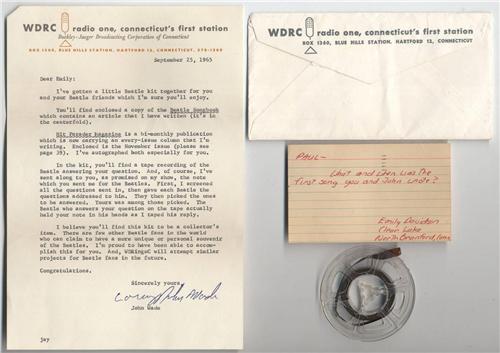 WDRC radio one, connecticut's first station
Buckley-Jaeger Broadcasting Corporation of Connecticut
BOX 1360, BLUE HILLS STATION, HARTFORD 12, CONNECTICUT, 278-1360
September 15, 1965
Dear Emily:
I've gotten a little Beatle kit together for you
and your Beatle friends which I'm sure you'll enjoy.
You'll find enclosed a copy of the Beatle Songbook
which contains an article that I have written (it's in
the centerfold).
Hit Parader Magazine is a bi-monthly publication
which is now carrying an every-issue column that I'm
writing. Enclosed is the November issue (please see
page 39). I've autographed both especially for you.
In the kit, you'll find a tape recording of the
Beatle answering your question. And, of course, I've
sent along to you, as promised on my show, the note
which you sent me for the Beatles. First, I screened
all the questions sent in, then gave each Beatle the
questions addressed to him. They then picked the ones
to be answered. Yours was among those picked. The
Beatle who answers your question on the tape actually
held your note in his hands as I taped his reply.
I believe you'll find this kit to be a collector's
item. There are few other Beatle fans in the world
who can claim to have a more unique or personal souvenir
of the Beatles. I'm proud to have been able to accom-
plish this for you. And, will attempt similar
projects for Beatle fans in the future.
Congratulations.
Sincerely yours,
John Wade
jwy
WDRC radio one, connecticut's first station
BOX 1360, BLUE HILLS STATION, HARTFORD 12, CONNECTICUT
PAUL-
What and when was the
first song you and John wrote?
Emily Davidson
Clear Lake
North Branford, Conn.